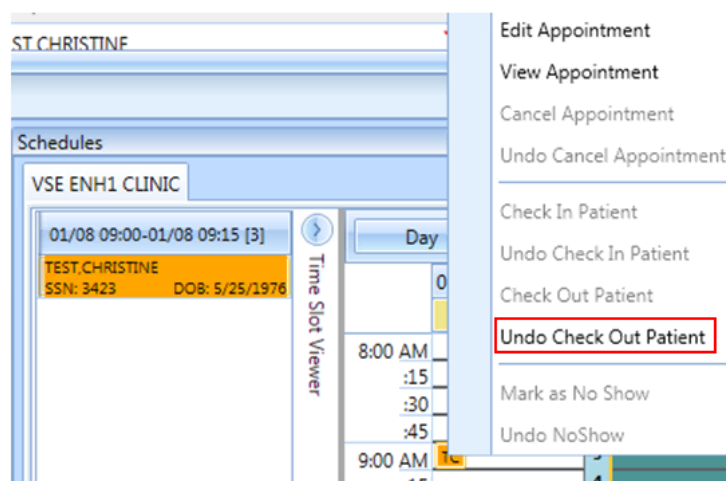 ST CHRISTINE
Edit Appointment
View Appointment
Cancel Appointment
Undo Cancel Appointment
Check In Patient
Undo Check In Patient
Check Out Patient
Undo Check Out Patient
Mark as No Show
Undo NoShow
Schedules
VSE ENH1 CLINIC
01/08 09:00-01/08 09:15 [3]
TEST,CHRISTINE
SSN: 3423 DOB: 5/25/1976
Time Slot Viewer
Day
0
8:00 AM
:15
:30
:45
9:00 AM TC